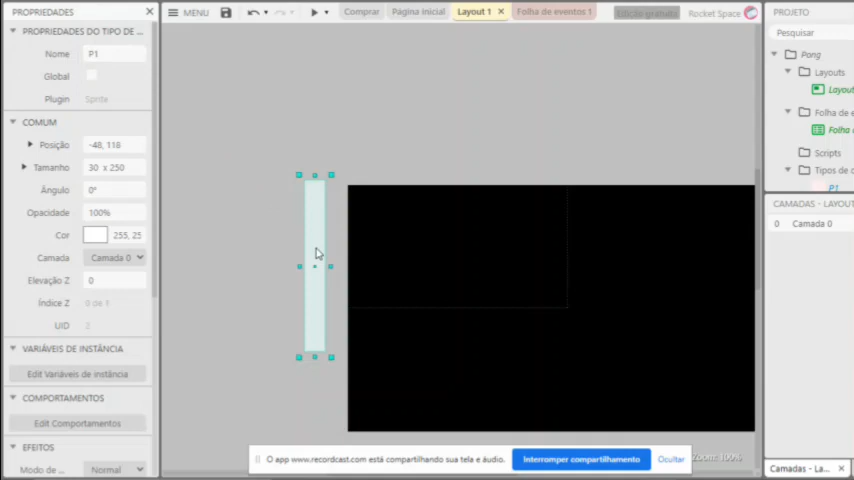 PROPRIEDADES
PROPRIEDADES DO TIPO DE ...
Nome P1
Global
Plugin Sprite
COMUM
Posição -48, 118
Tamanho 30 x 250
Ângulo 0°
Opacidade 100%
Cor 255, 25
Camada Camada 0
Elevação Z 0
Índice Z 0 de 1
UID 2
VARIÁVEIS DE INSTÂNCIA
Edit Variáveis de instância
COMPORTAMENTOS
Edit Comportamentos
EFEITOS
Modo de ... Normal
MENU
Comprar
Página Inicial
Layout 1
Folha de eventos 1
Edição gratuita
Rocket Space
PROJETO
Pesquisar
Pong
Layouts
Layout
Folha de e
Folha
Scripts
Tipos de o
P1
CAMADAS - LAYOUT
0 Camada 0
Camadas - La...
O app www.recordcast.com está compartilhando sua tela e áudio.
Interromper compartilhamento
Ocultar
Zoom: 100%